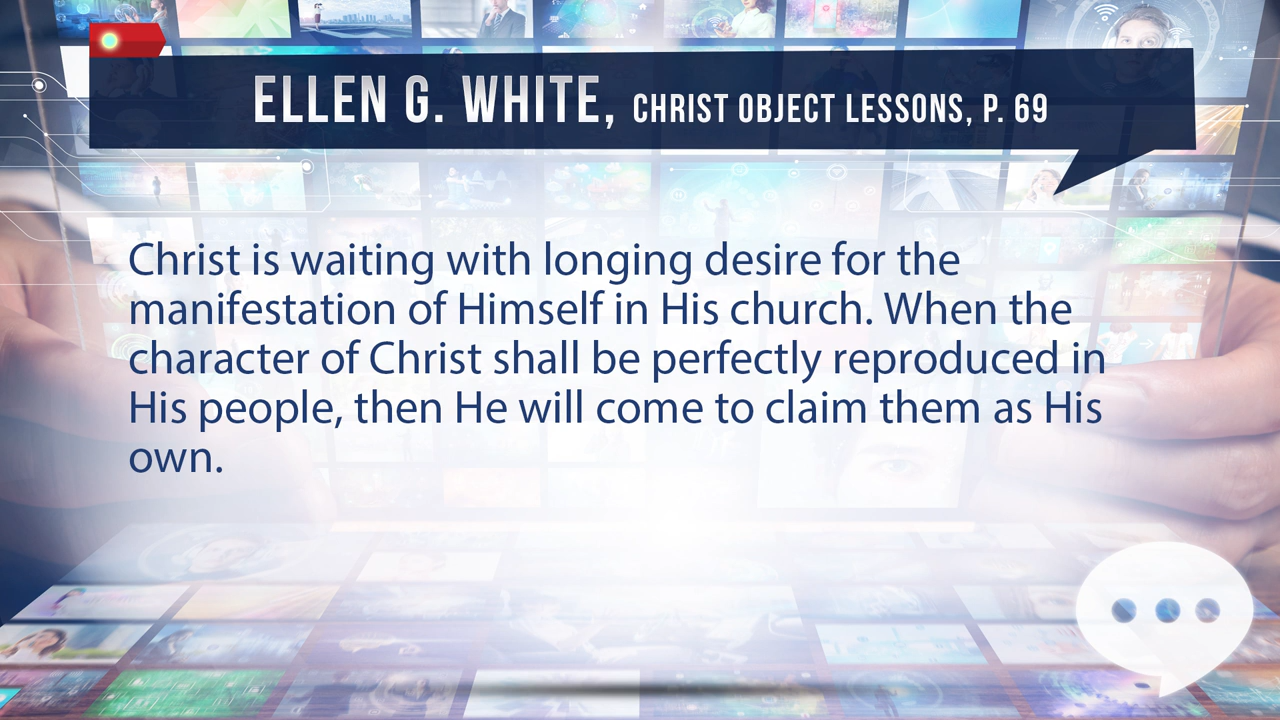 ELLEN G. WHITE, CHRIST OBJECT LESSONS, P. 69
Christ is waiting with longing desire for the
manifestation of Himself in His church. When the
character of Christ shall be perfectly reproduced in
His people, then He will come to claim them as His
own.